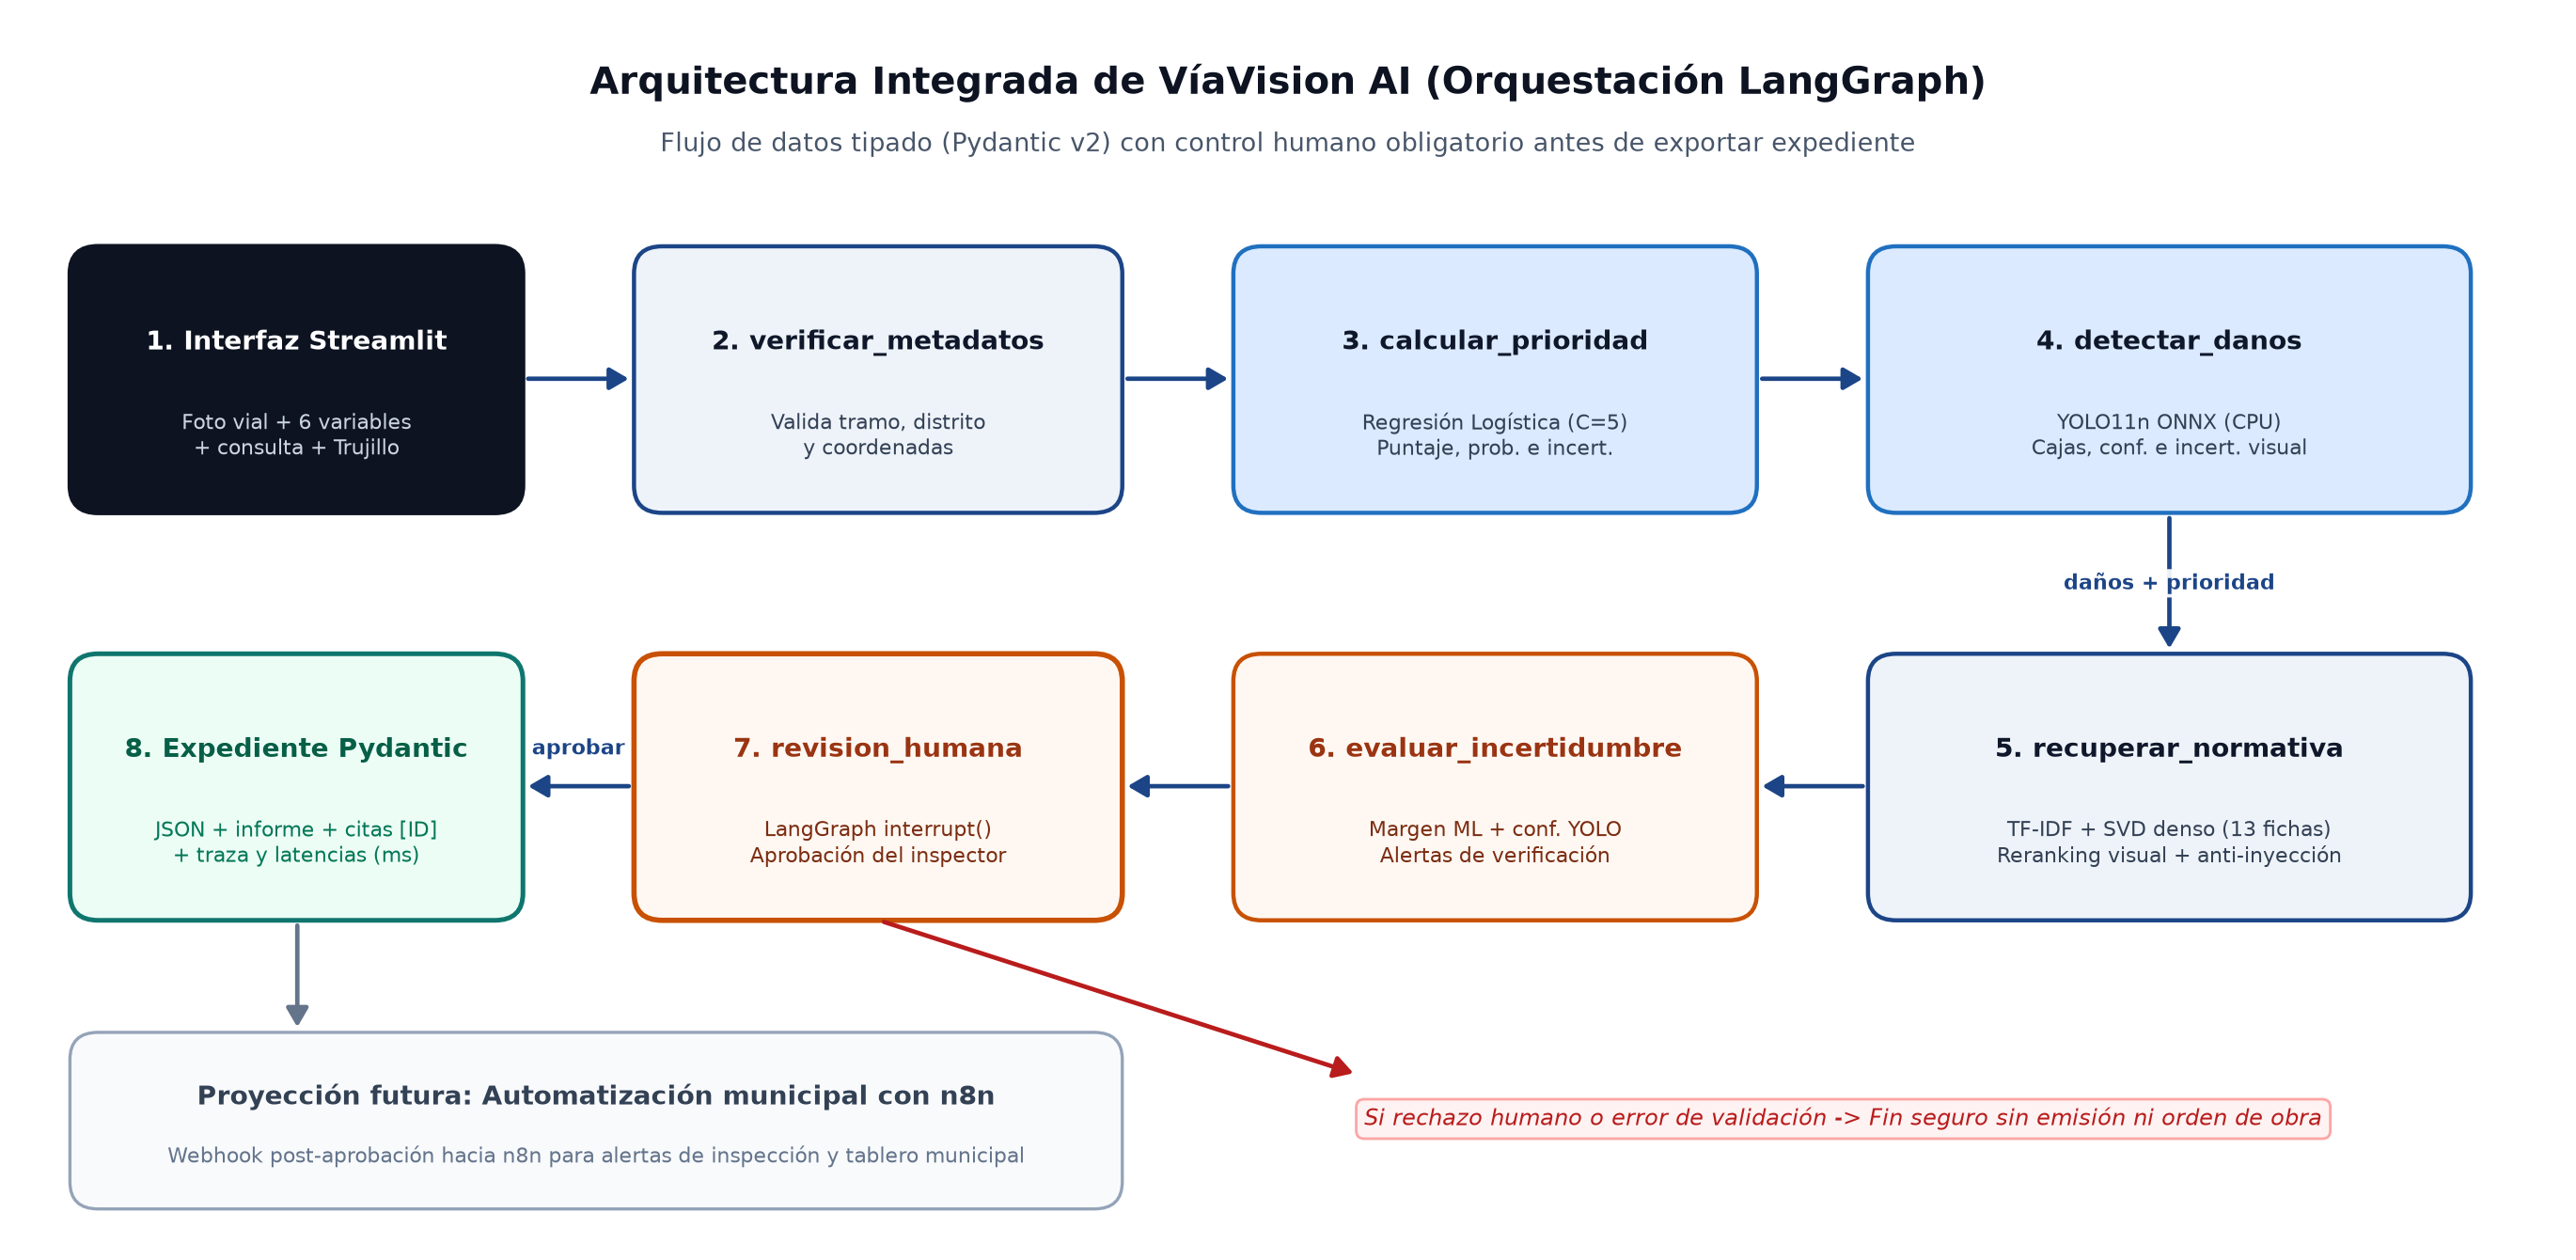 Arquitectura Integrada de VíaVision AI (Orquestación LangGraph)
Flujo de datos tipado (Pydantic v2) con control humano obligatorio antes de exportar expediente
1. Interfaz Streamlit
Foto vial + 6 variables
+ consulta + Trujillo
2. verificar_metadatos
Valida tramo, distrito
y coordenadas
3. calcular_prioridad
Regresión Logística (C=5)
Puntaje, prob. e incert.
4. detectar_danos
YOLO11n ONNX (CPU)
Cajas, conf. e incert. visual
daños + prioridad
5. recuperar_normativa
TF-IDF + SVD denso (13 fichas)
Reranking visual + anti-inyección
6. evaluar_incertidumbre
Margen ML + conf. YOLO
Alertas de verificación
7. revision_humana
LangGraph interrupt()
Aprobación del inspector
aprobar
8. Expediente Pydantic
JSON + informe + citas [ID]
+ traza y latencias (ms)
Proyección futura: Automatización municipal con n8n
Webhook post-aprobación hacia n8n para alertas de inspección y tablero municipal
Si rechazo humano o error de validación -> Fin seguro sin emisión ni orden de obra